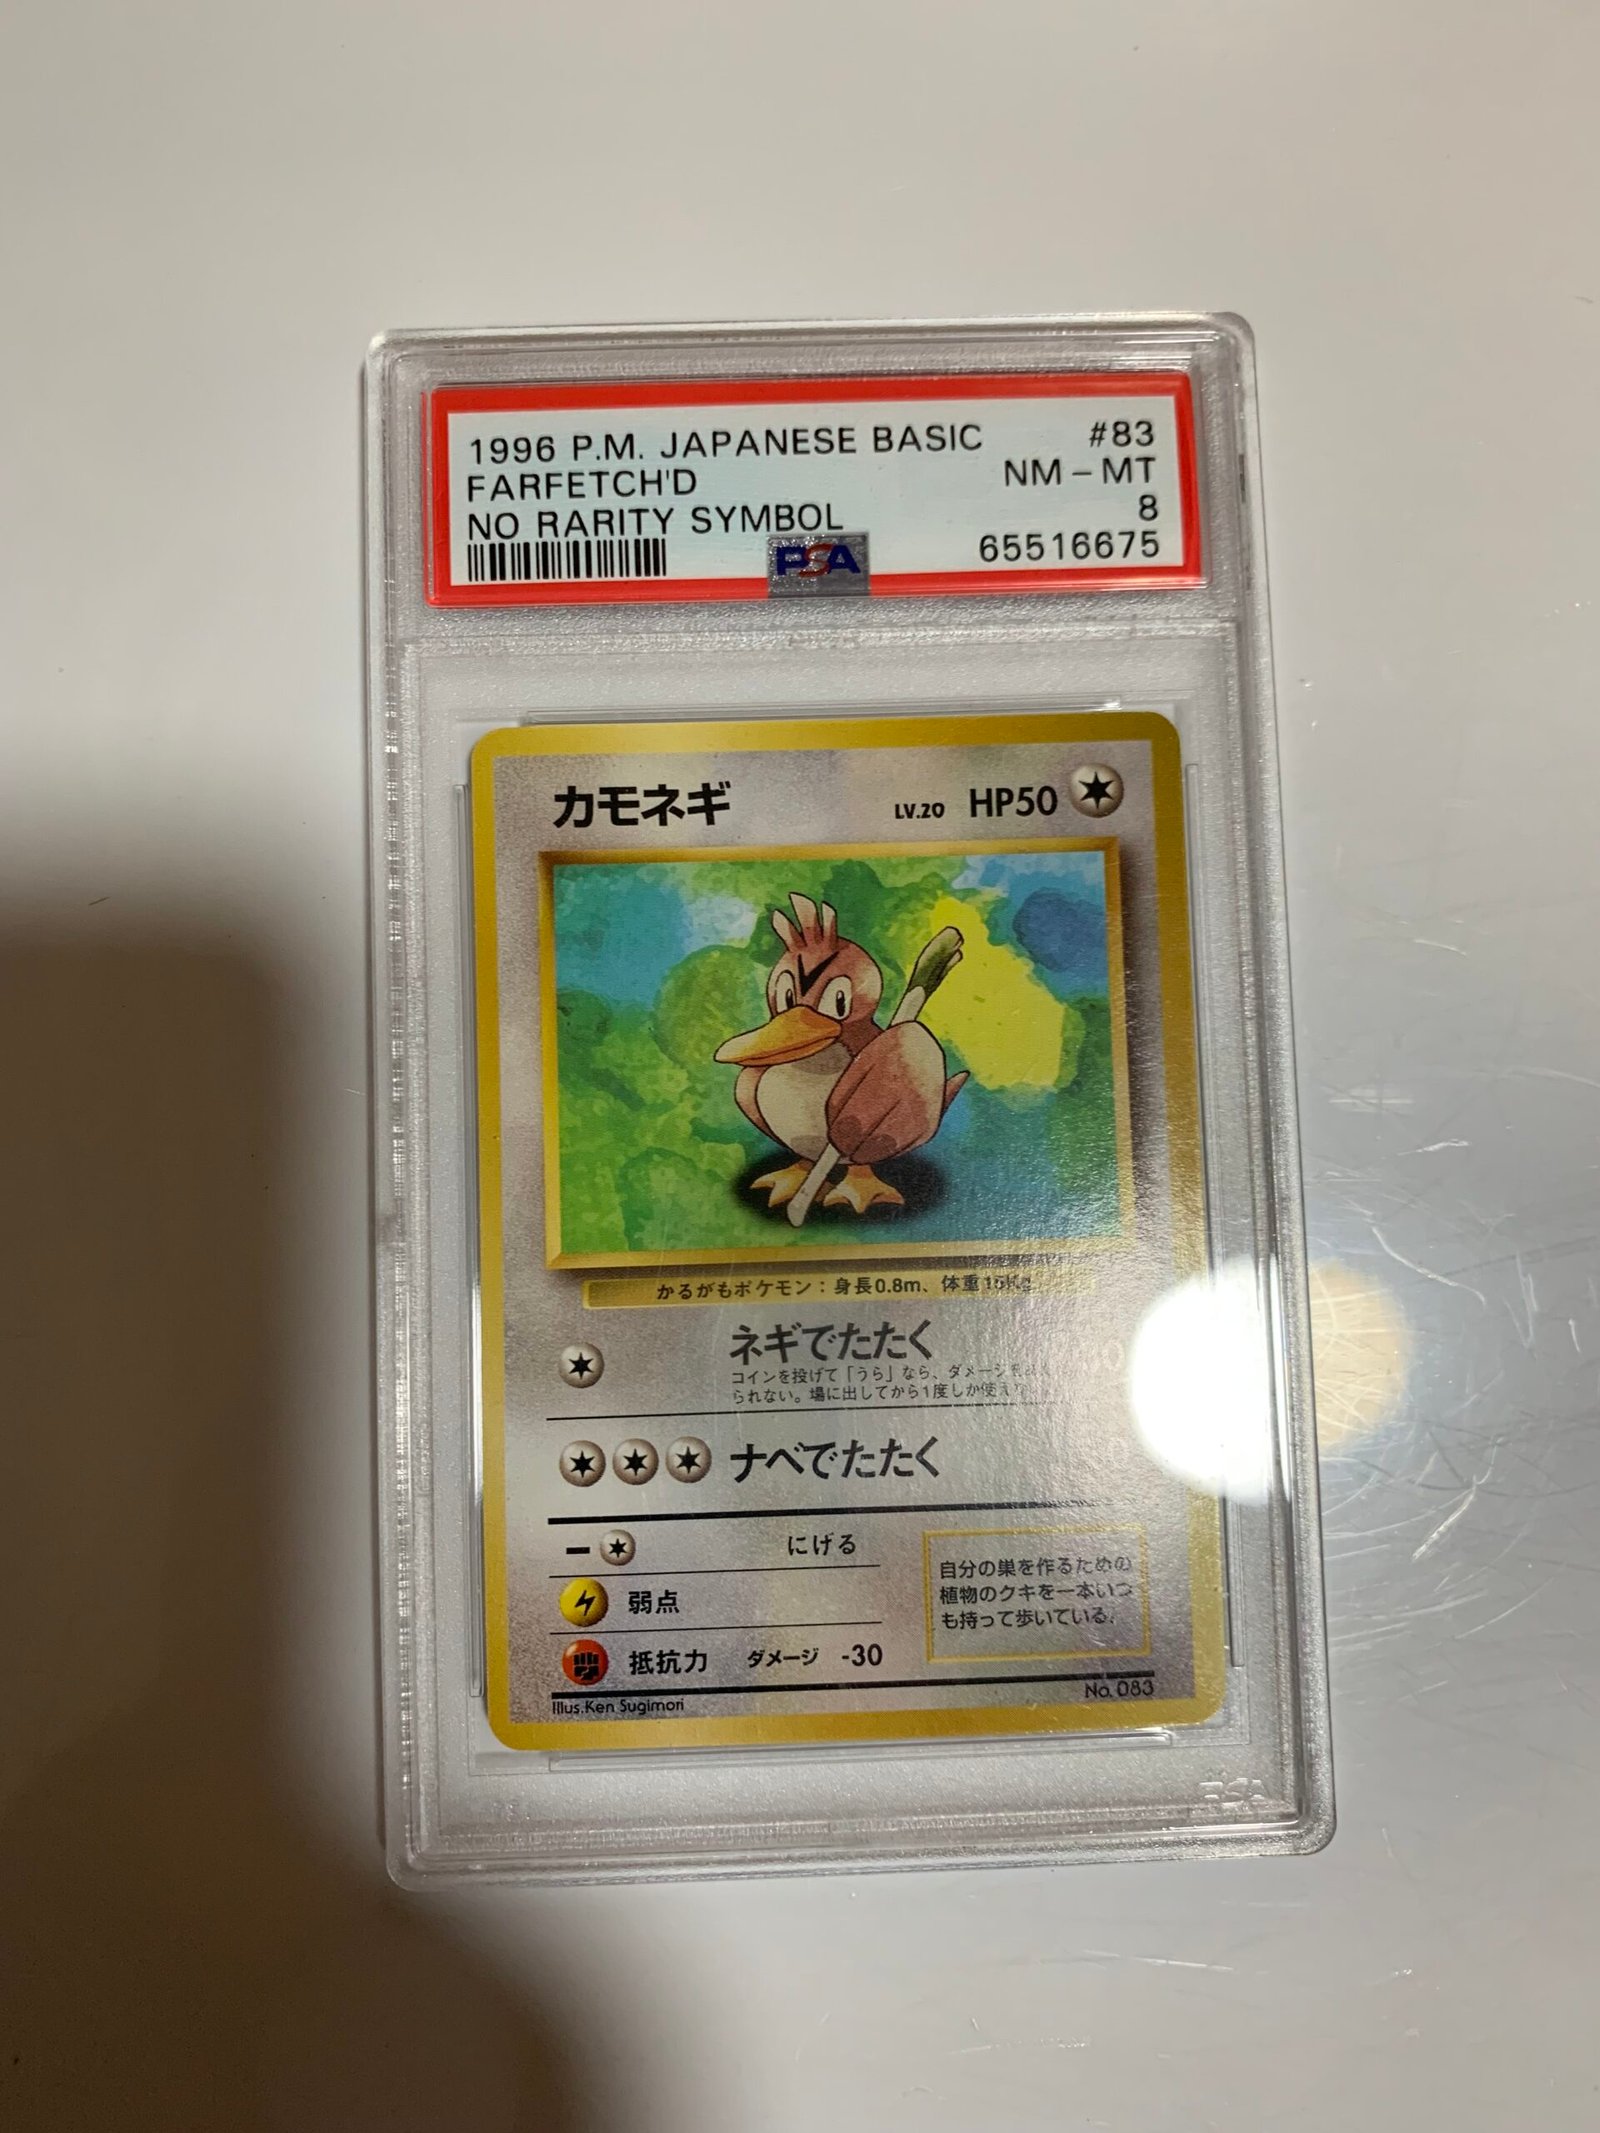 1996 P.M. JAPANESE BASIC #83
FARFETCH'D NM - MT
NO RARITY SYMBOL 8
PSA 65516675
カモネギ LV.20 HP50
かるがもポケモン：身長0.8m、体重15Kg
ネギでたたく
コインを投げて「うら」なら、ダメージを
られない。場に出してから1度しか使え
ナベでたたく
にげる
弱点
抵抗力 ダメージ -30
自分の巣を作るための
植物のクキを一本いつ
も持って歩いている。
Illus.Ken Sugimori No.083
PSA